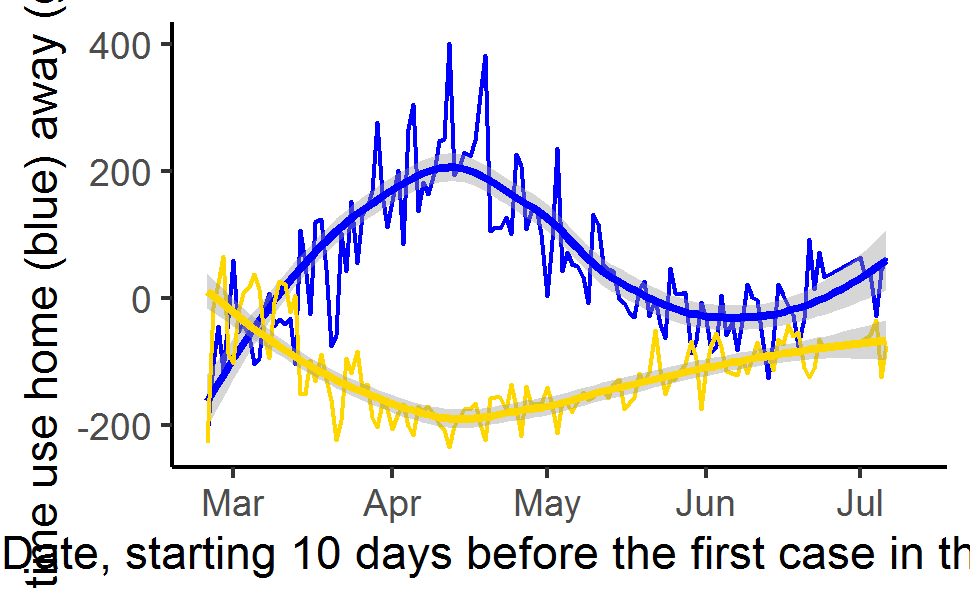 time use home (blue) away (
400
200
0
-200
Mar Apr May Jun Jul
Date, starting 10 days before the first case in th